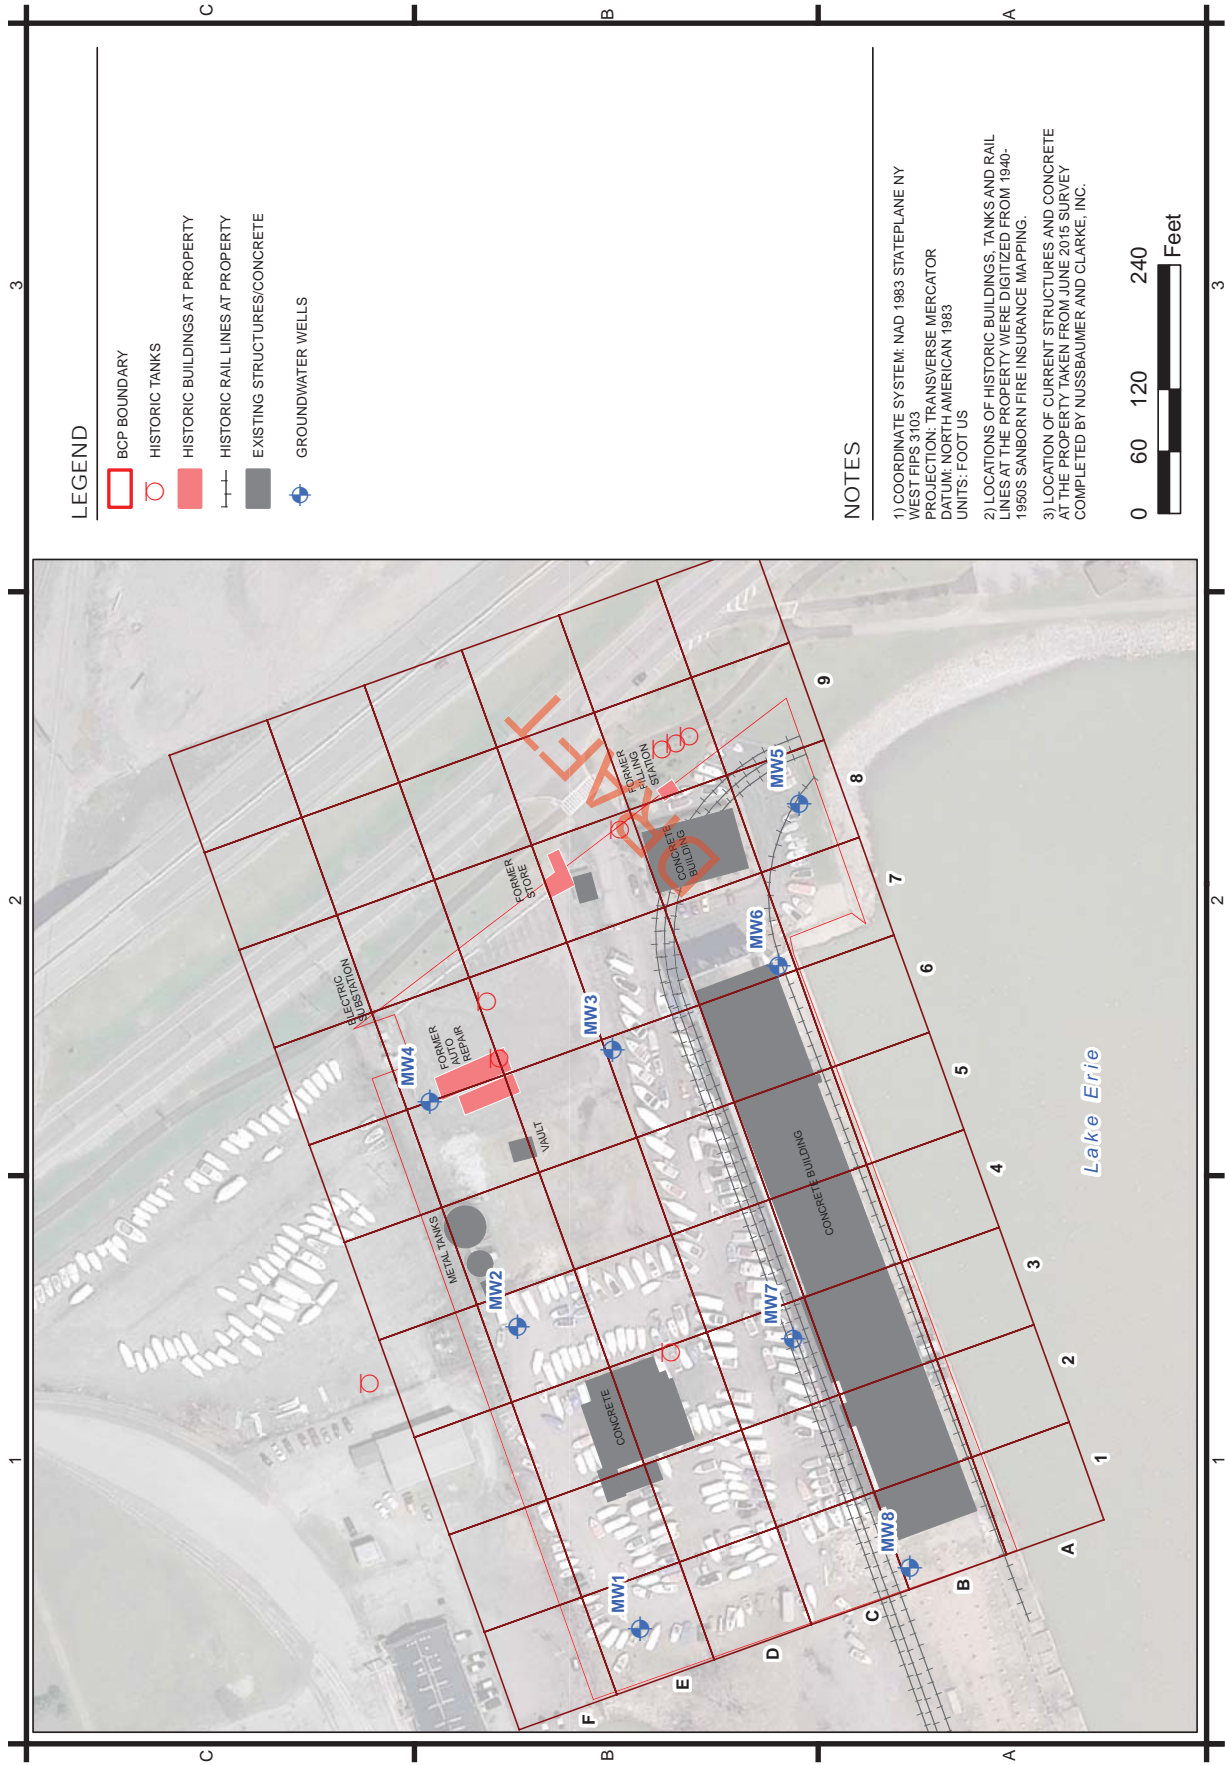 C
B
A
3
3
2
2
1
1
C
B
A
LEGEND
BCP BOUNDARY
HISTORIC TANKS
HISTORIC BUILDINGS AT PROPERTY
HISTORIC RAIL LINES AT PROPERTY
EXISTING STRUCTURES/CONCRETE
GROUNDWATER WELLS
NOTES
1) COORDINATE SYSTEM: NAD 1983 STATEPLANE NY
WEST FIPS 3103
PROJECTION: TRANSVERSE MERCATOR
DATUM: NORTH AMERICAN 1983
UNITS: FOOT US
2) LOCATIONS OF HISTORIC BUILDINGS, TANKS AND RAIL
LINES AT THE PROPERTY WERE DIGITIZED FROM 1940-
1950S SANBORN FIRE INSURANCE MAPPING.
3) LOCATION OF CURRENT STRUCTURES AND CONCRETE
AT THE PROPERTY TAKEN FROM JUNE 2015 SURVEY
COMPLETED BY NUSSBAUMER AND CLARKE, INC.
0 60 120 240
Feet
DRAFT
ELECTRIC
SUBSTATION
FORMER
STORE
FORMER
FILLING
STATION
FORMER
AUTO
REPAIR
VAULT
METAL TANKS
CONCRETE
CONCRETE
BUILDING
CONCRETE BUILDING
MW1
MW2
MW3
MW4
MW5
MW6
MW7
MW8
F
E
D
C
B
A
1
2
3
4
5
6
7
8
9
Lake Erie